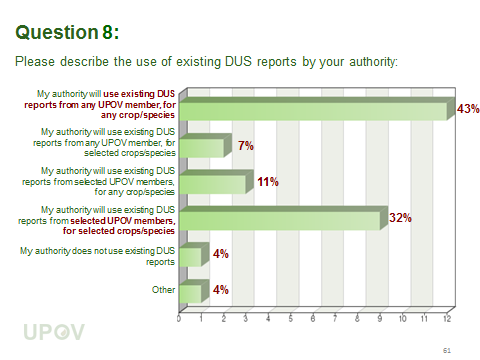 Question 8:
Please describe the use of existing DUS reports by your authority:
My authority will use existing DUS
reports from any UPOV member, for
any crop/species
43%
My authority will use existing DUS
reports from any UPOV member, for
selected crops/species
7%
My authority will use existing DUS
reports from selected UPOV members,
for any crop/species
11%
My authority will use existing DUS
reports from selected UPOV members,
for selected crops/species
32%
My authority does not use existing DUS
reports
4%
Other
4%
0 1 2 3 4 5 6 7 8 9 10 11 12
UPOV
61